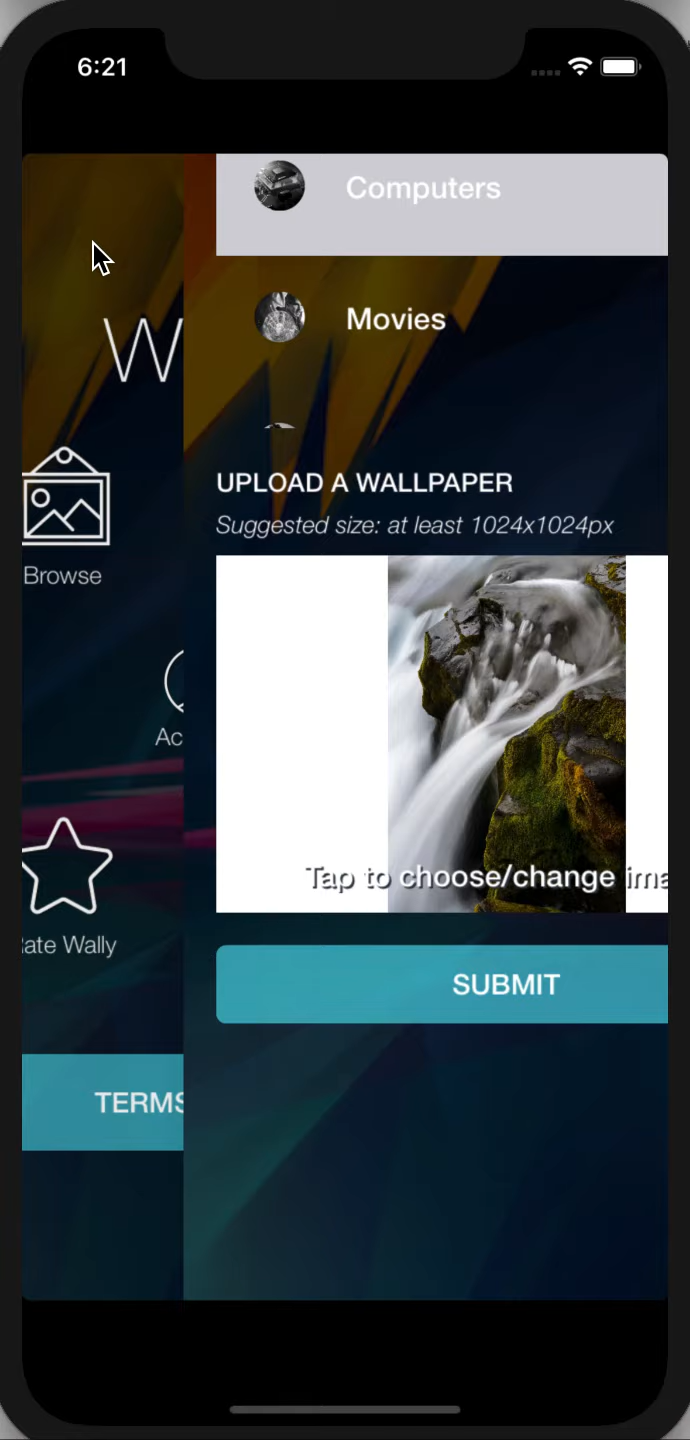 6:21
Computers
W
Movies
UPLOAD A WALLPAPER
Suggested size: at least 1024x1024px
Browse
Ac
Tap to choose/change ima
ate Wally
SUBMIT
TERMS